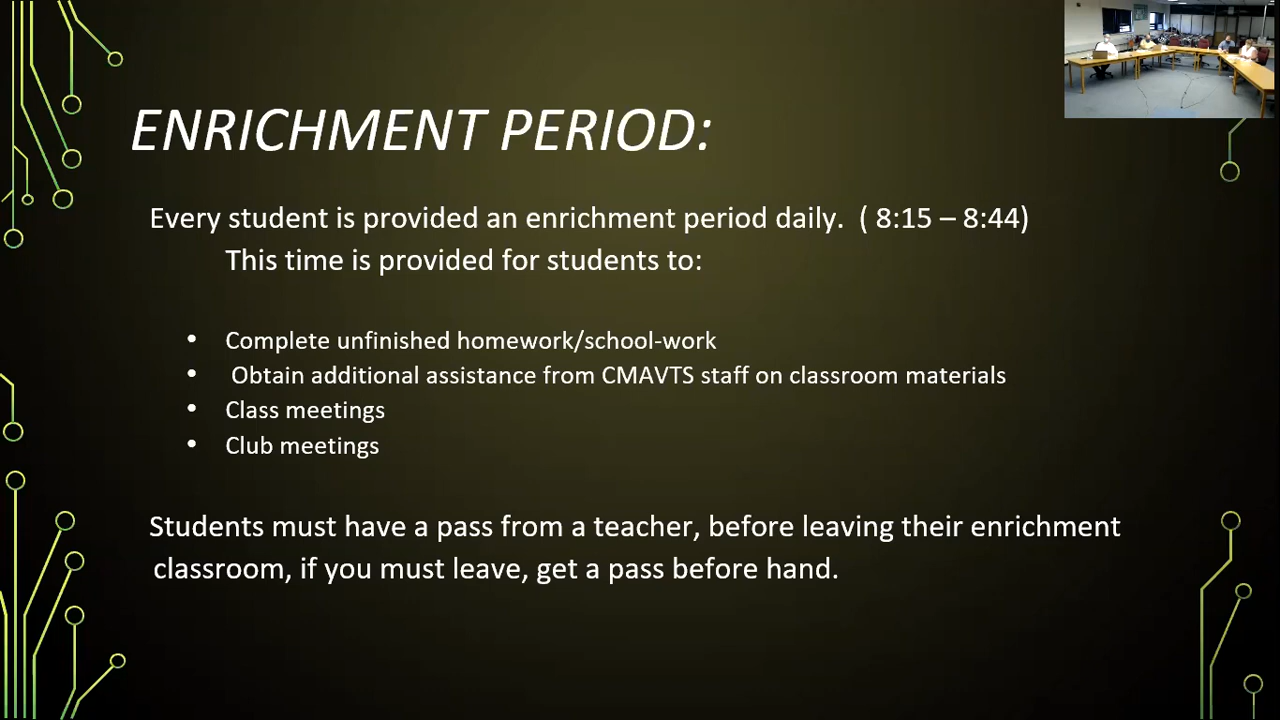 ENRICHMENT PERIOD:
Every student is provided an enrichment period daily. ( 8:15 – 8:44)
This time is provided for students to:
• Complete unfinished homework/school-work
• Obtain additional assistance from CMAVTS staff on classroom materials
• Class meetings
• Club meetings
Students must have a pass from a teacher, before leaving their enrichment
classroom, if you must leave, get a pass before hand.